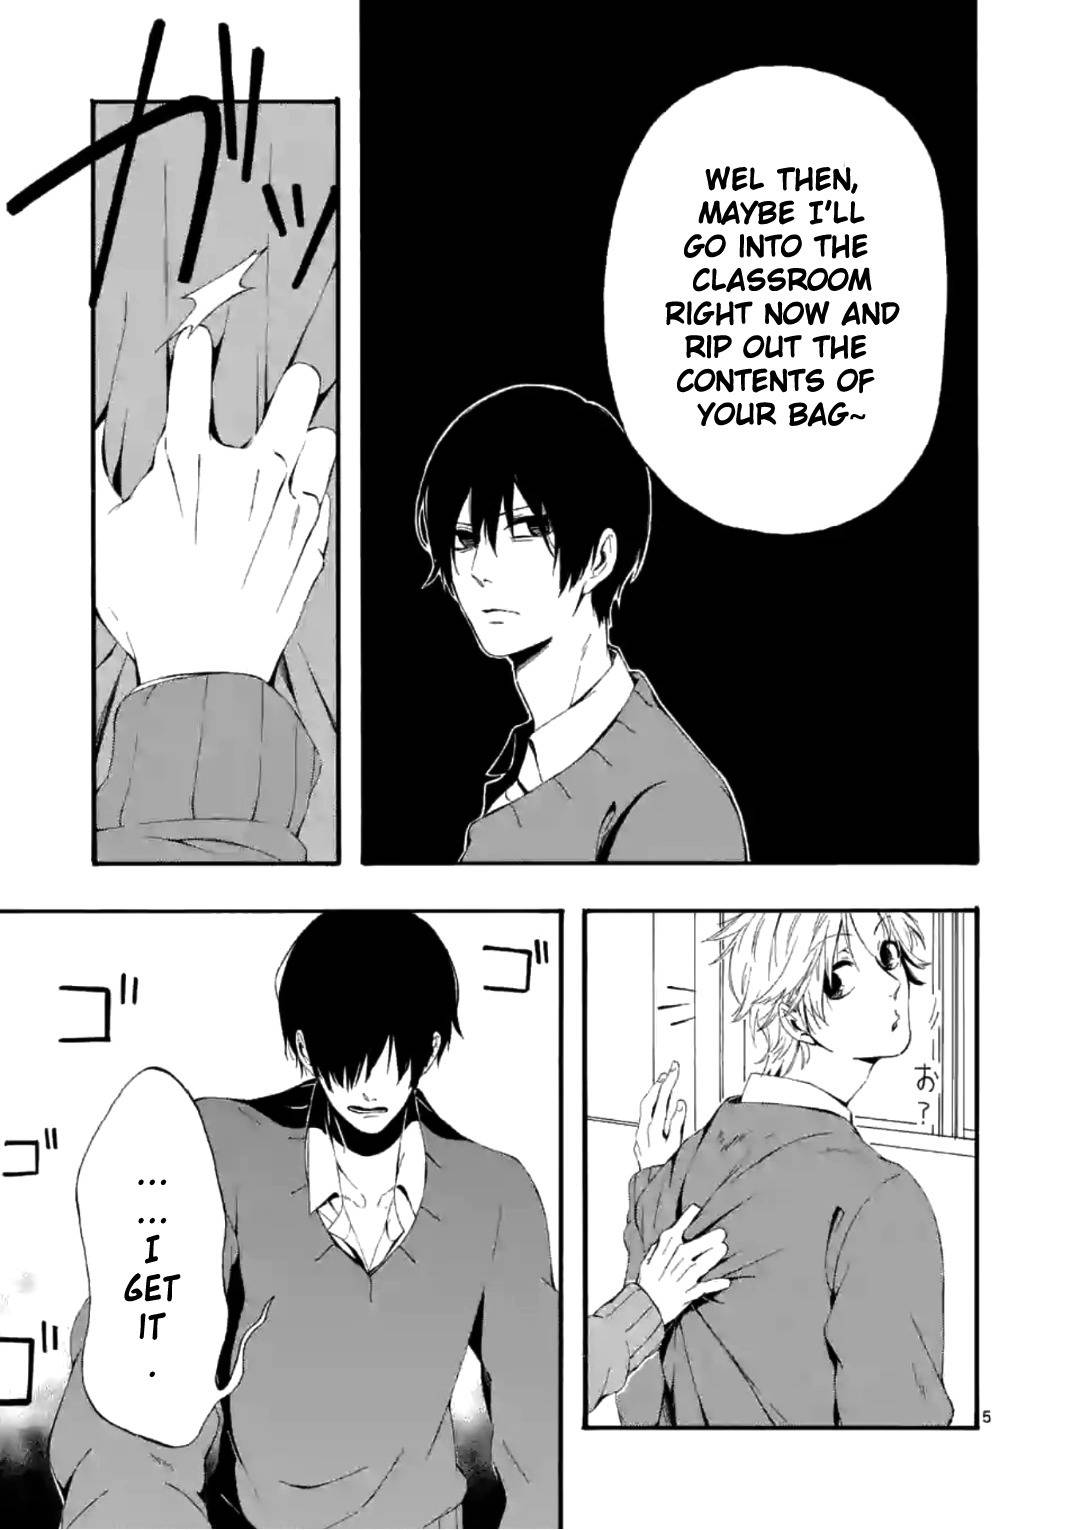 WEL THEN,
MAYBE I'LL
GO INTO THE
CLASSROOM
RIGHT NOW AND
RIP OUT THE
CONTENTS OF
YOUR BAG~
ガッ
お?
ゴ"
ゴ"
ゴ"
ゴ"
...
...
I
GET
IT
.
5